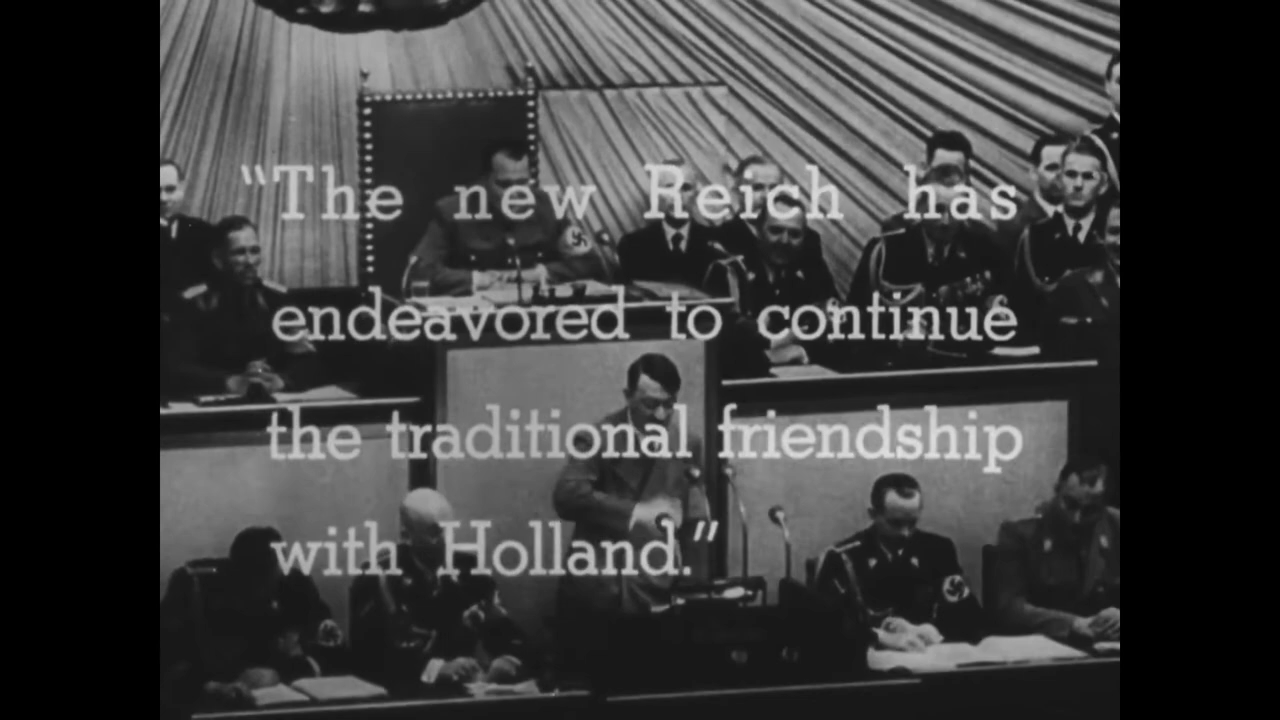 “The new Reich has
endeavored to continue
the traditional friendship
with Holland.”